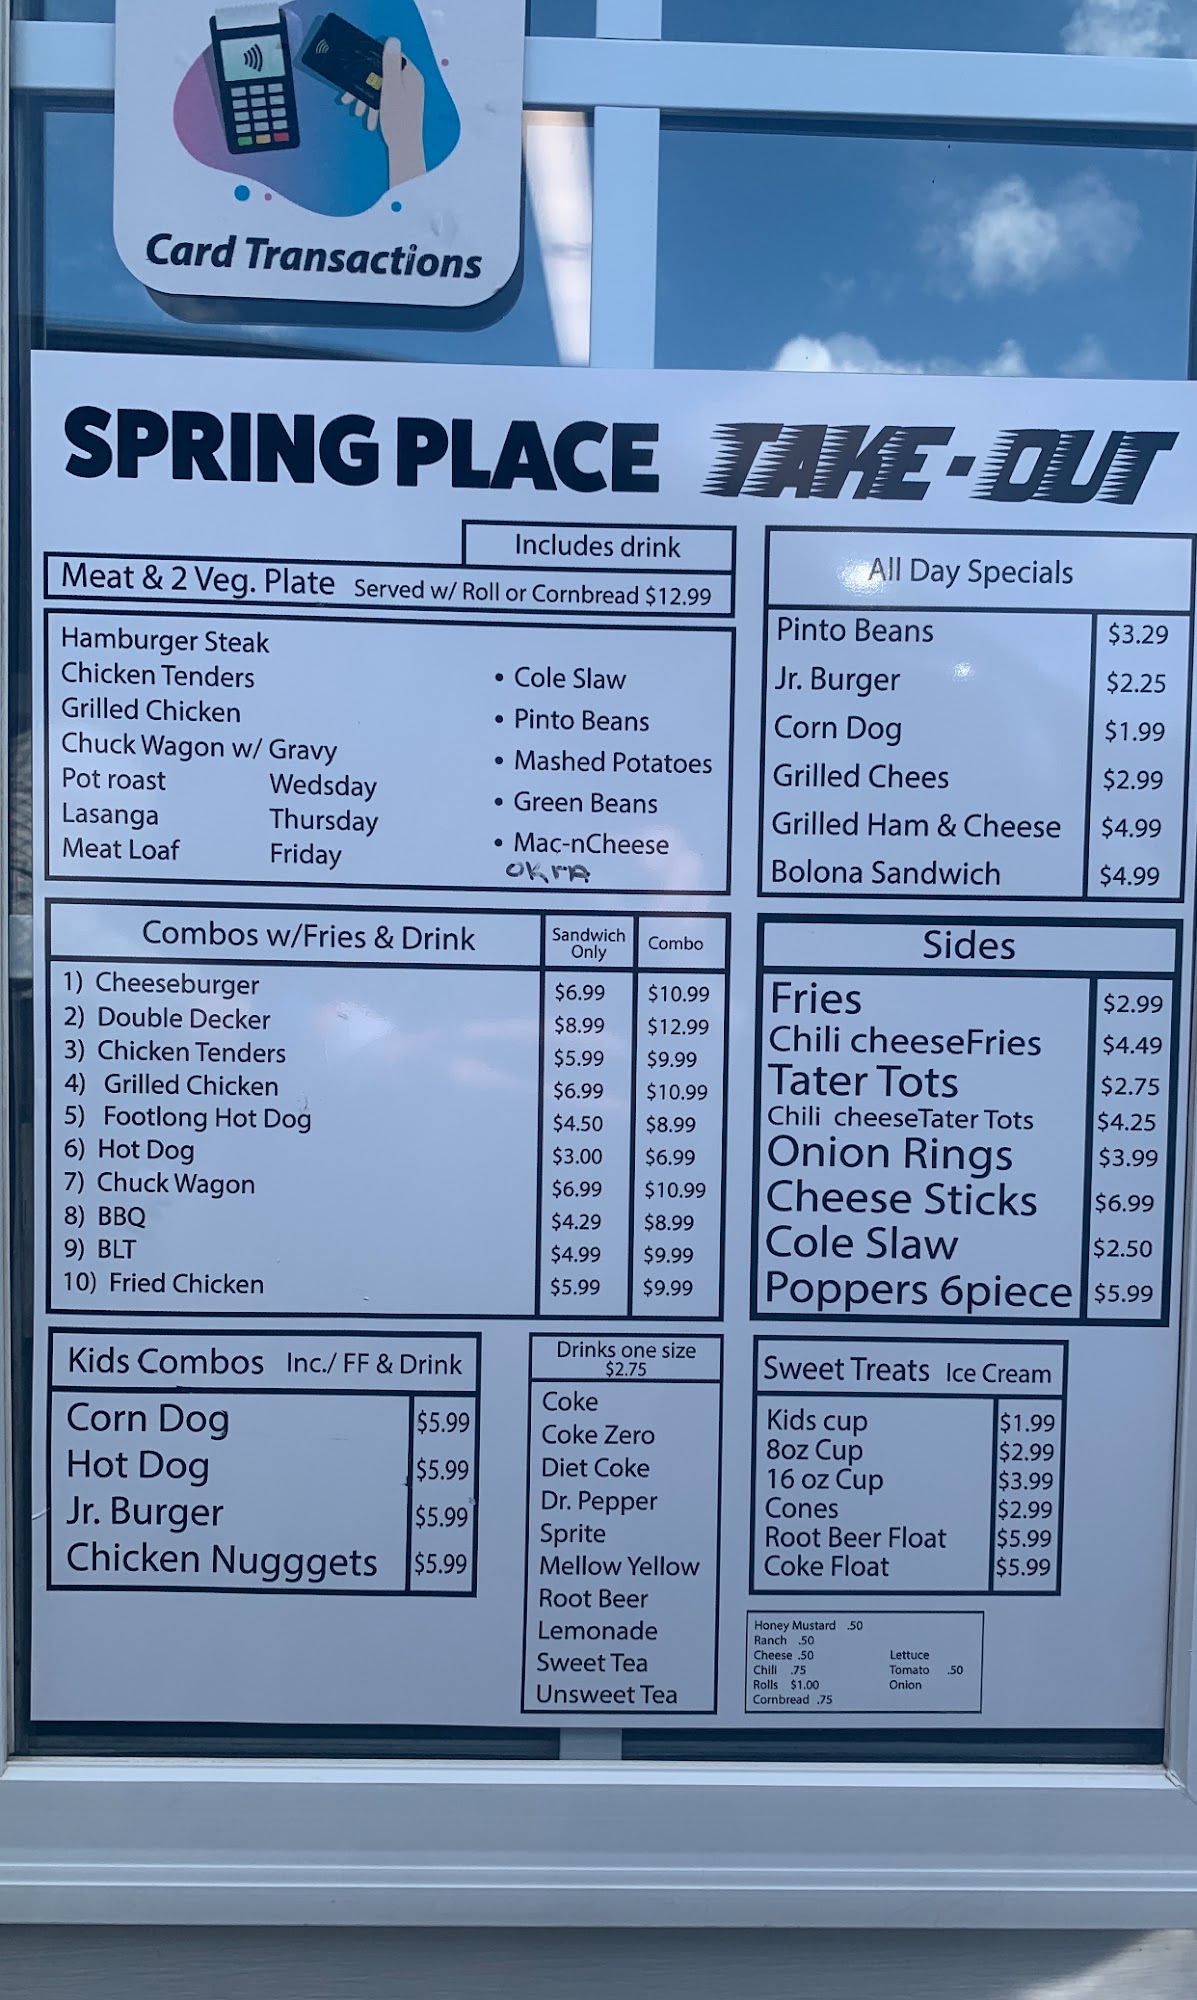 Card Transactions
SPRING PLACE TAKE-OUT
Includes drink
Meat & 2 Veg. Plate Served w/ Roll or Cornbread $12.99
Hamburger Steak
Chicken Tenders
Grilled Chicken
Chuck Wagon w/ Gravy
Pot roast Wedsday
Lasanga Thursday
Meat Loaf Friday
• Cole Slaw
• Pinto Beans
• Mashed Potatoes
• Green Beans
• Mac-nCheese
OKrA
All Day Specials
Pinto Beans $3.29
Jr. Burger $2.25
Corn Dog $1.99
Grilled Chees $2.99
Grilled Ham & Cheese $4.99
Bolona Sandwich $4.99
Combos w/Fries & Drink Sandwich Only Combo
1) Cheeseburger $6.99 $10.99
2) Double Decker $8.99 $12.99
3) Chicken Tenders $5.99 $9.99
4) Grilled Chicken $6.99 $10.99
5) Footlong Hot Dog $4.50 $8.99
6) Hot Dog $3.00 $6.99
7) Chuck Wagon $6.99 $10.99
8) BBQ $4.29 $8.99
9) BLT $4.99 $9.99
10) Fried Chicken $5.99 $9.99
Sides
Fries $2.99
Chili cheeseFries $4.49
Tater Tots $2.75
Chili cheeseTater Tots $4.25
Onion Rings $3.99
Cheese Sticks $6.99
Cole Slaw $2.50
Poppers 6piece $5.99
Kids Combos Inc./ FF & Drink
Corn Dog $5.99
Hot Dog $5.99
Jr. Burger $5.99
Chicken Nugggets $5.99
Drinks one size
$2.75
Coke
Coke Zero
Diet Coke
Dr. Pepper
Sprite
Mellow Yellow
Root Beer
Lemonade
Sweet Tea
Unsweet Tea
Sweet Treats Ice Cream
Kids cup $1.99
8oz Cup $2.99
16 oz Cup $3.99
Cones $2.99
Root Beer Float $5.99
Coke Float $5.99
Honey Mustard .50
Ranch .50
Cheese .50 Lettuce
Chili .75 Tomato .50
Rolls $1.00 Onion
Cornbread .75